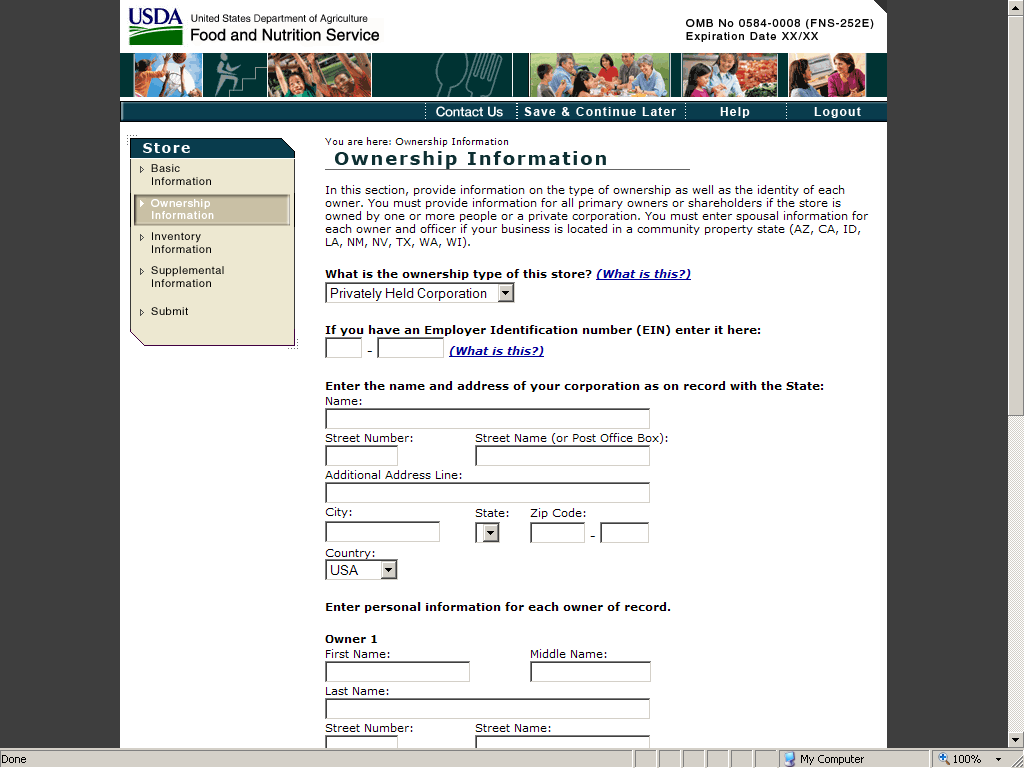 USDA
United States Department of Agriculture
Food and Nutrition Service
OMB No 0584-0008 (FNS-252E)
Expiration Date XX/XX
Contact Us
Save & Continue Later
Help
Logout
Store
Basic
Information
Ownership
Information
Inventory
Information
Supplemental
Information
Submit
You are here: Ownership Information
Ownership Information
In this section, provide information on the type of ownership as well as the identity of each
owner. You must provide information for all primary owners or shareholders if the store is
owned by one or more people or a private corporation. You must enter spousal information for
each owner and officer if your business is located in a community property state (AZ, CA, ID,
LA, NM, NV, TX, WA, WI).
What is the ownership type of this store? (What is this?)
Privately Held Corporation
If you have an Employer Identification number (EIN) enter it here:
- (What is this?)
Enter the name and address of your corporation as on record with the State:
Name:
Street Number: Street Name (or Post Office Box):
Additional Address Line:
City: State: Zip Code:
-
Country:
USA
Enter personal information for each owner of record.
Owner 1
First Name: Middle Name:
Last Name:
Street Number: Street Name:
Done
My Computer
100%